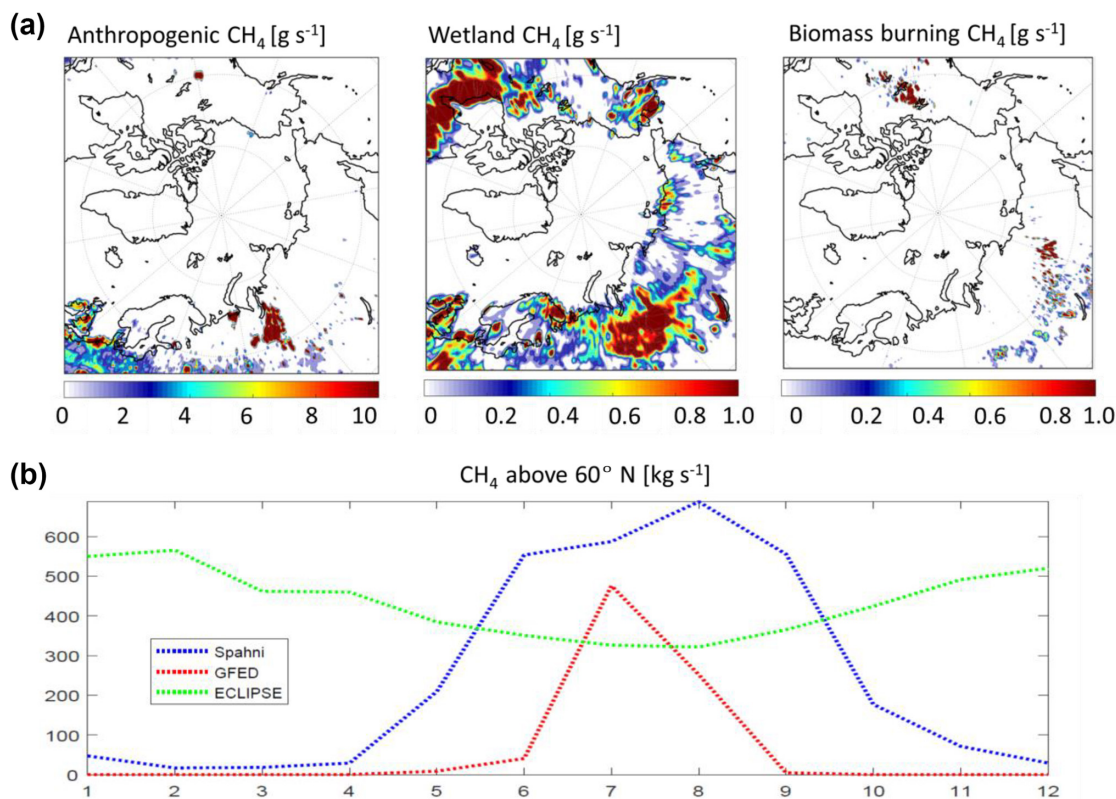 (a)
Anthropogenic CH₄ [g s⁻¹]
Wetland CH₄ [g s⁻¹]
Biomass burning CH₄ [g s⁻¹]
0 2 4 6 8 10
0 0.2 0.4 0.6 0.8 1.0
0 0.2 0.4 0.6 0.8 1.0
(b)
CH₄ above 60° N [kg s⁻¹]
600
500
400
300
200
100
0
Spahni
GFED
ECLIPSE
1 2 3 4 5 6 7 8 9 10 11 12